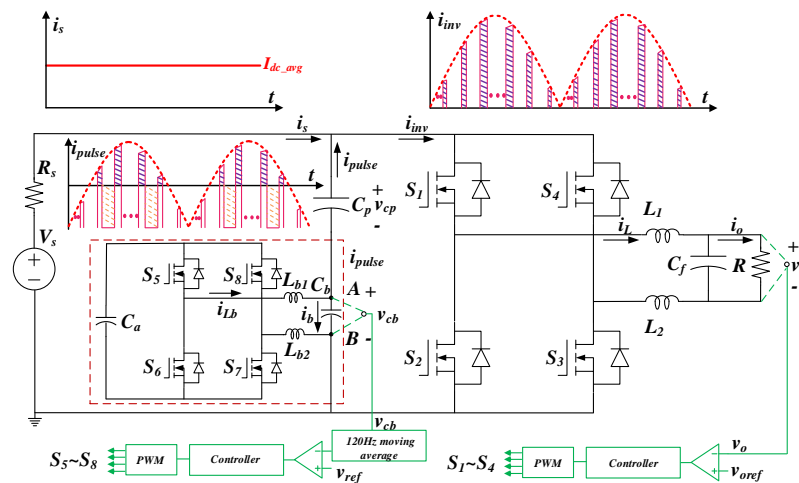 i_s
I_dc_avg
t
i_inv
t
i_s
i_inv
i_pulse
t
i_pulse
R_s
V_s
C_p
+
v_cp
-
S_1
S_4
L_1
i_L
i_o
+
v
-
C_f
R
L_2
S_2
S_3
i_pulse
S_5
S_8
L_b1
C_b
A
+
i_Lb
i_b
v_cb
C_a
L_b2
B
-
S_6
S_7
v_cb
120Hz moving
average
S_5~S_8
PWM
Controller
-
+
v_ref
S_1~S_4
PWM
Controller
-
+
v_o
v_oref